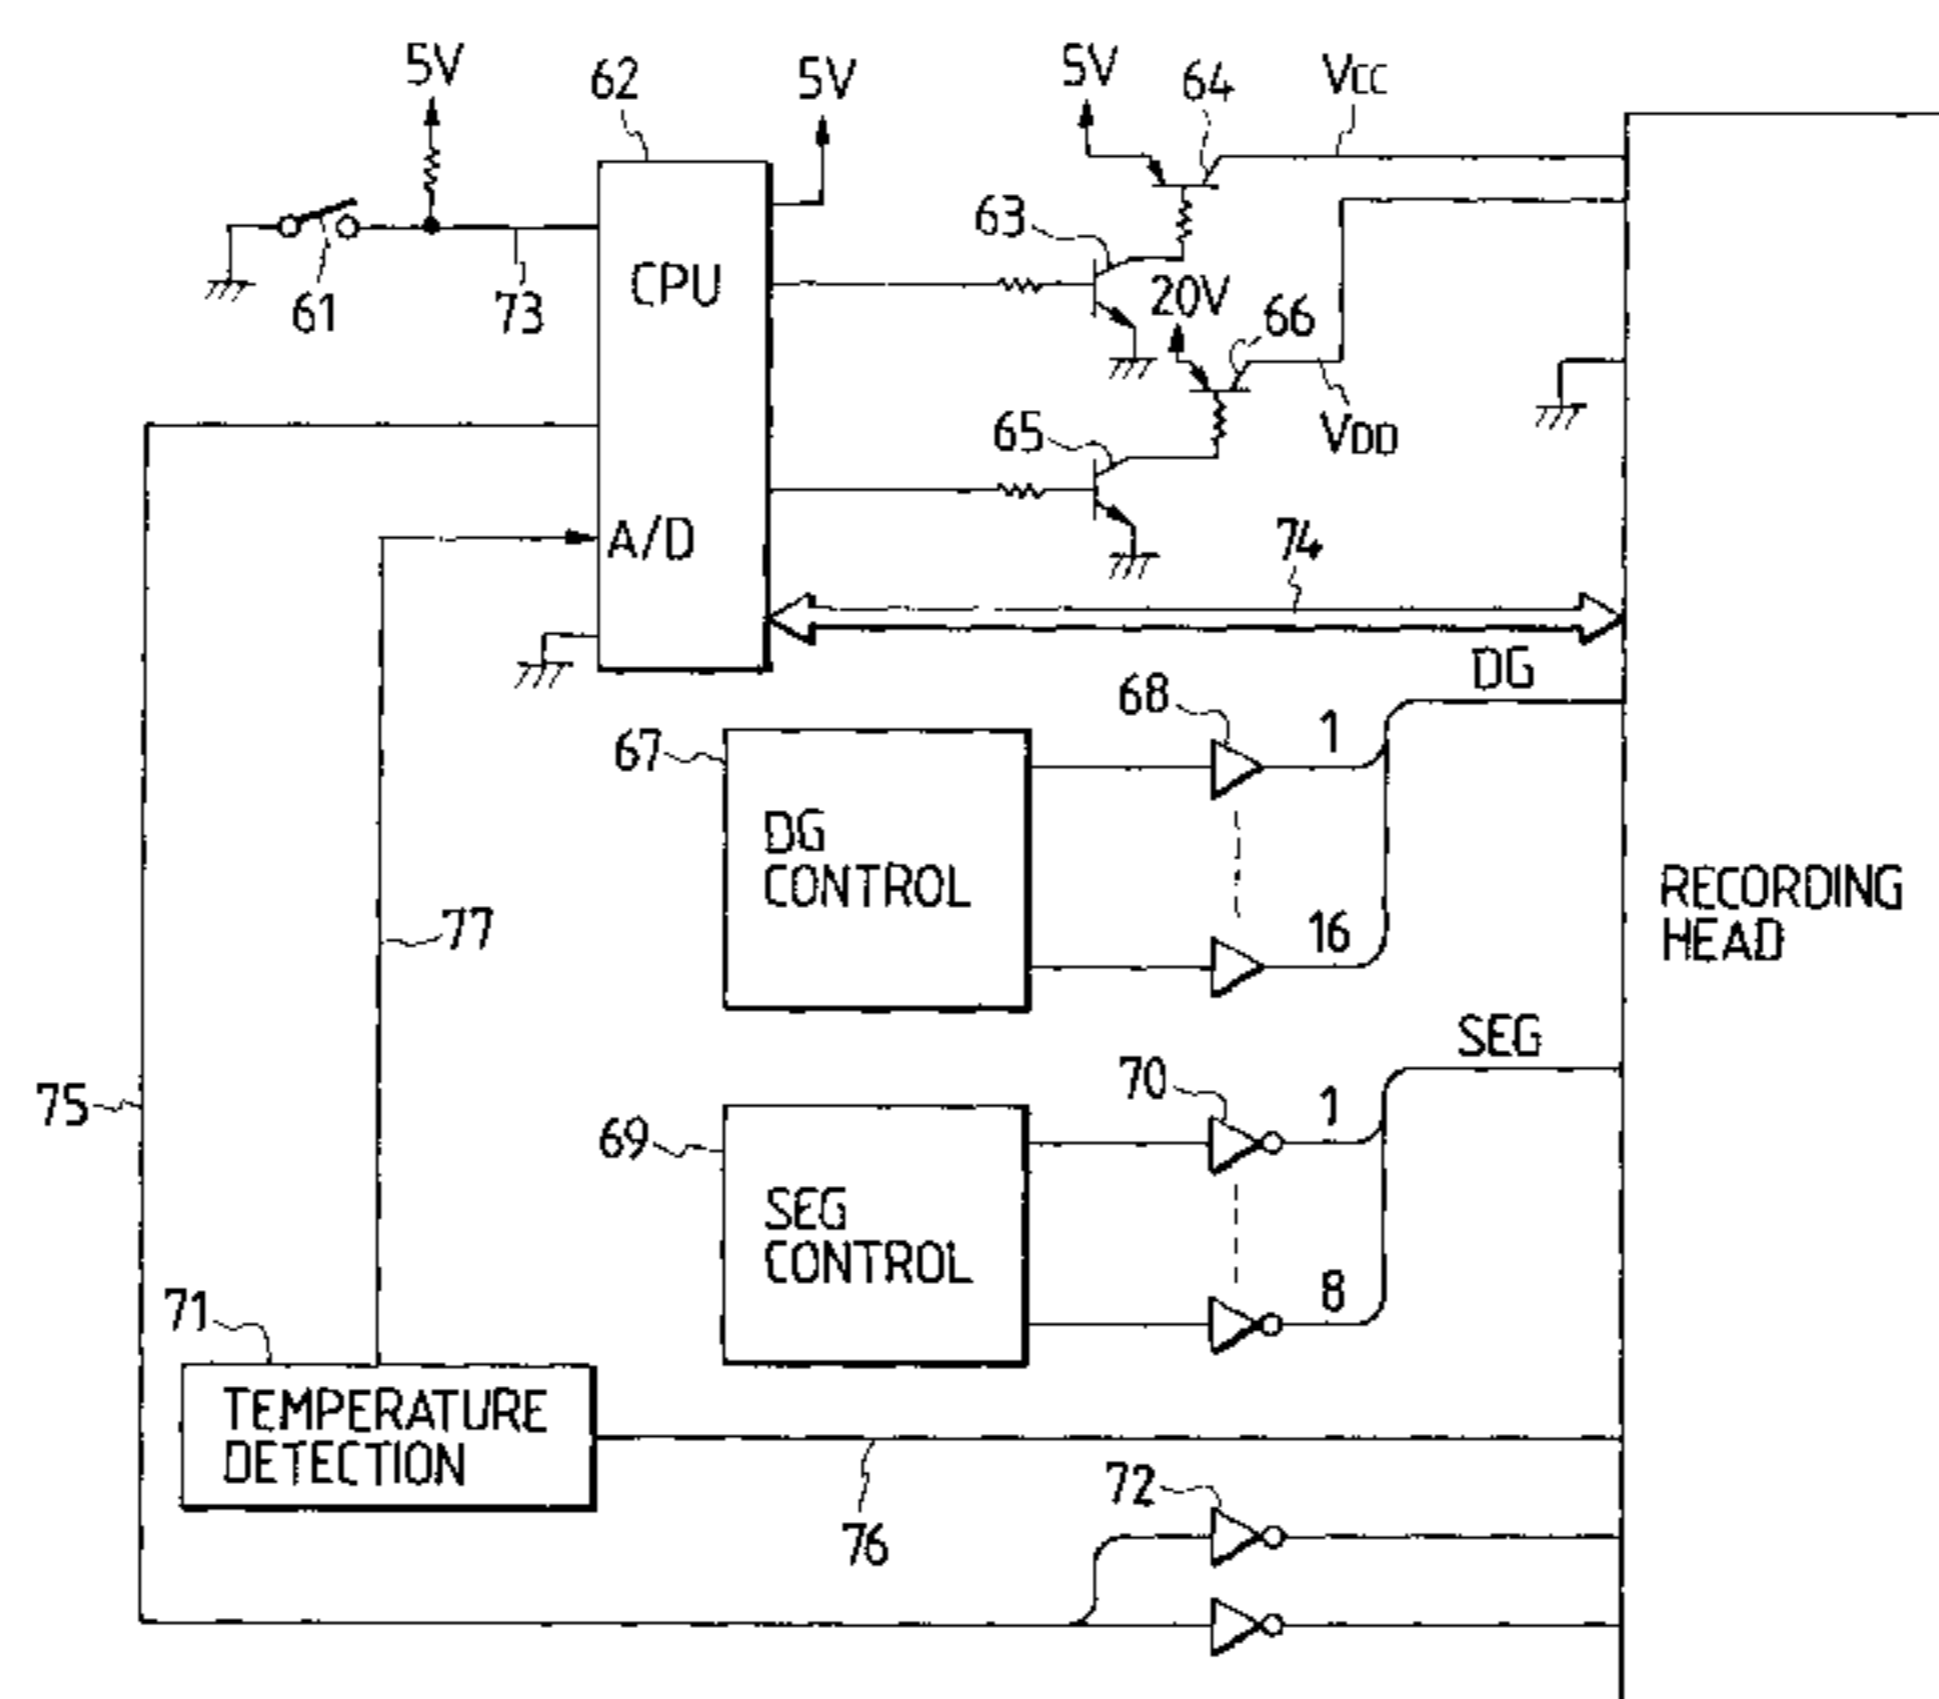 5V
62
5V
5V
64
VCC
63
CPU
20V
66
61
73
65
VDD
A/D
74
DG
68
1
67
DG
CONTROL
16
77
RECORDING
HEAD
SEG
70
1
75
69
SEG
CONTROL
8
71
TEMPERATURE
DETECTION
72
76